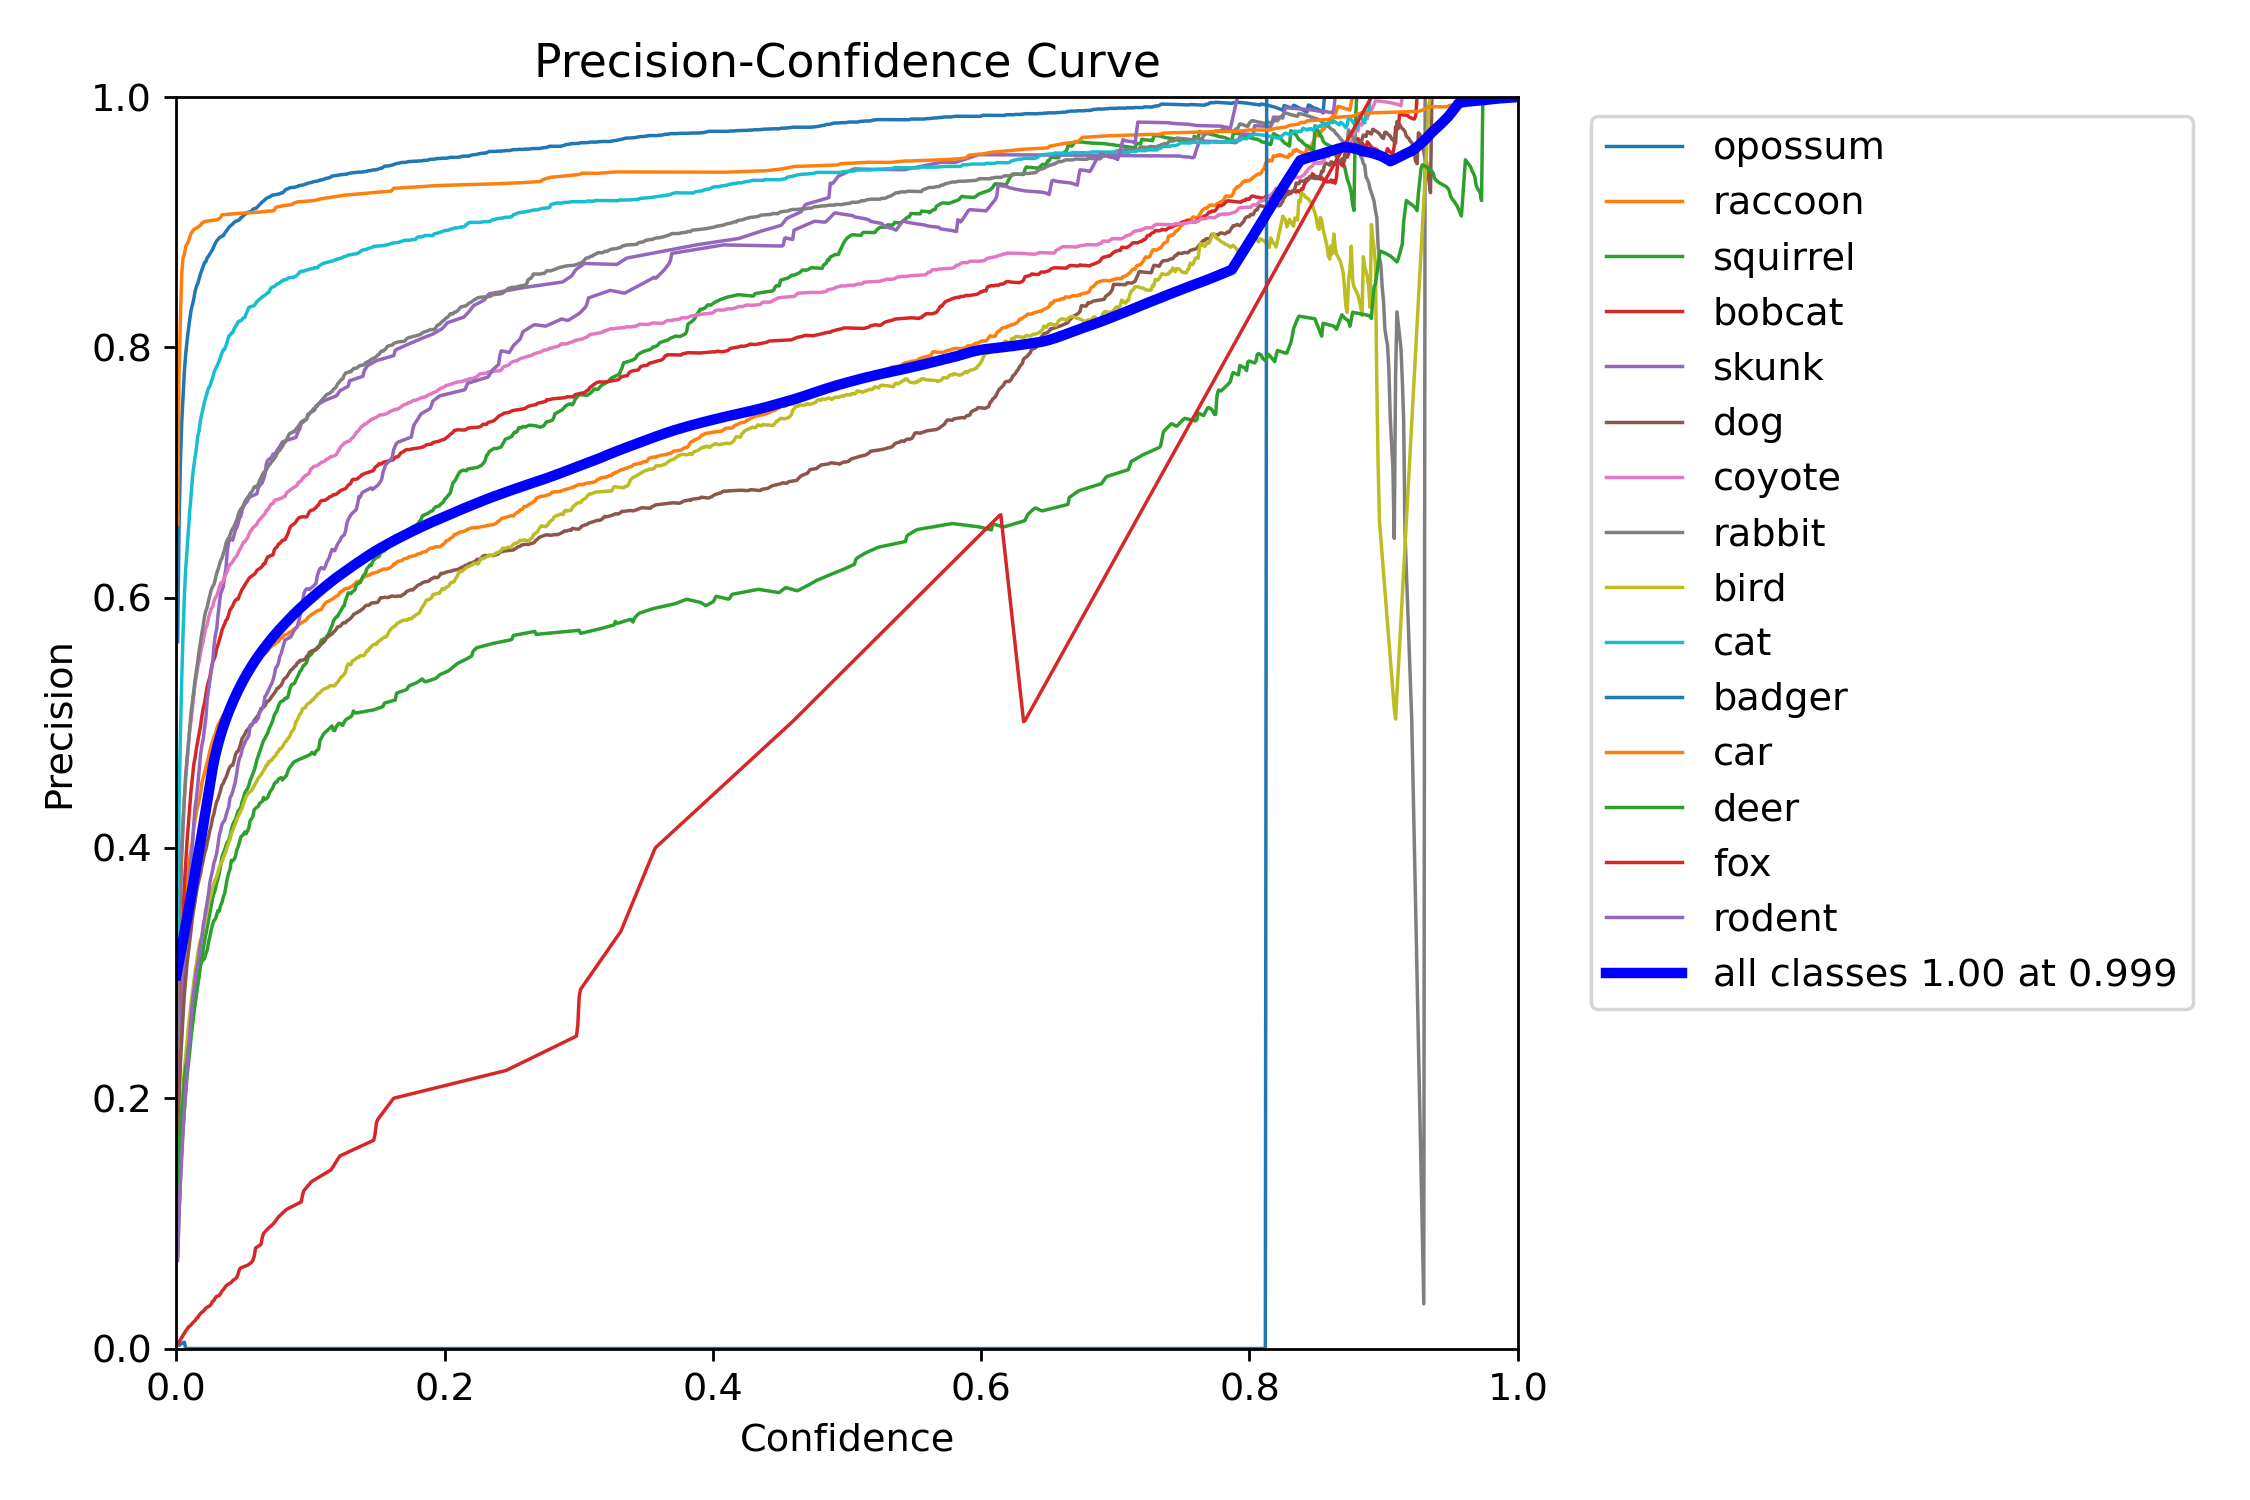 Precision-Confidence Curve
1.0
0.8
0.6
0.4
0.2
0.0
Precision
0.0 0.2 0.4 0.6 0.8 1.0
Confidence
opossum
raccoon
squirrel
bobcat
skunk
dog
coyote
rabbit
bird
cat
badger
car
deer
fox
rodent
all classes 1.00 at 0.999